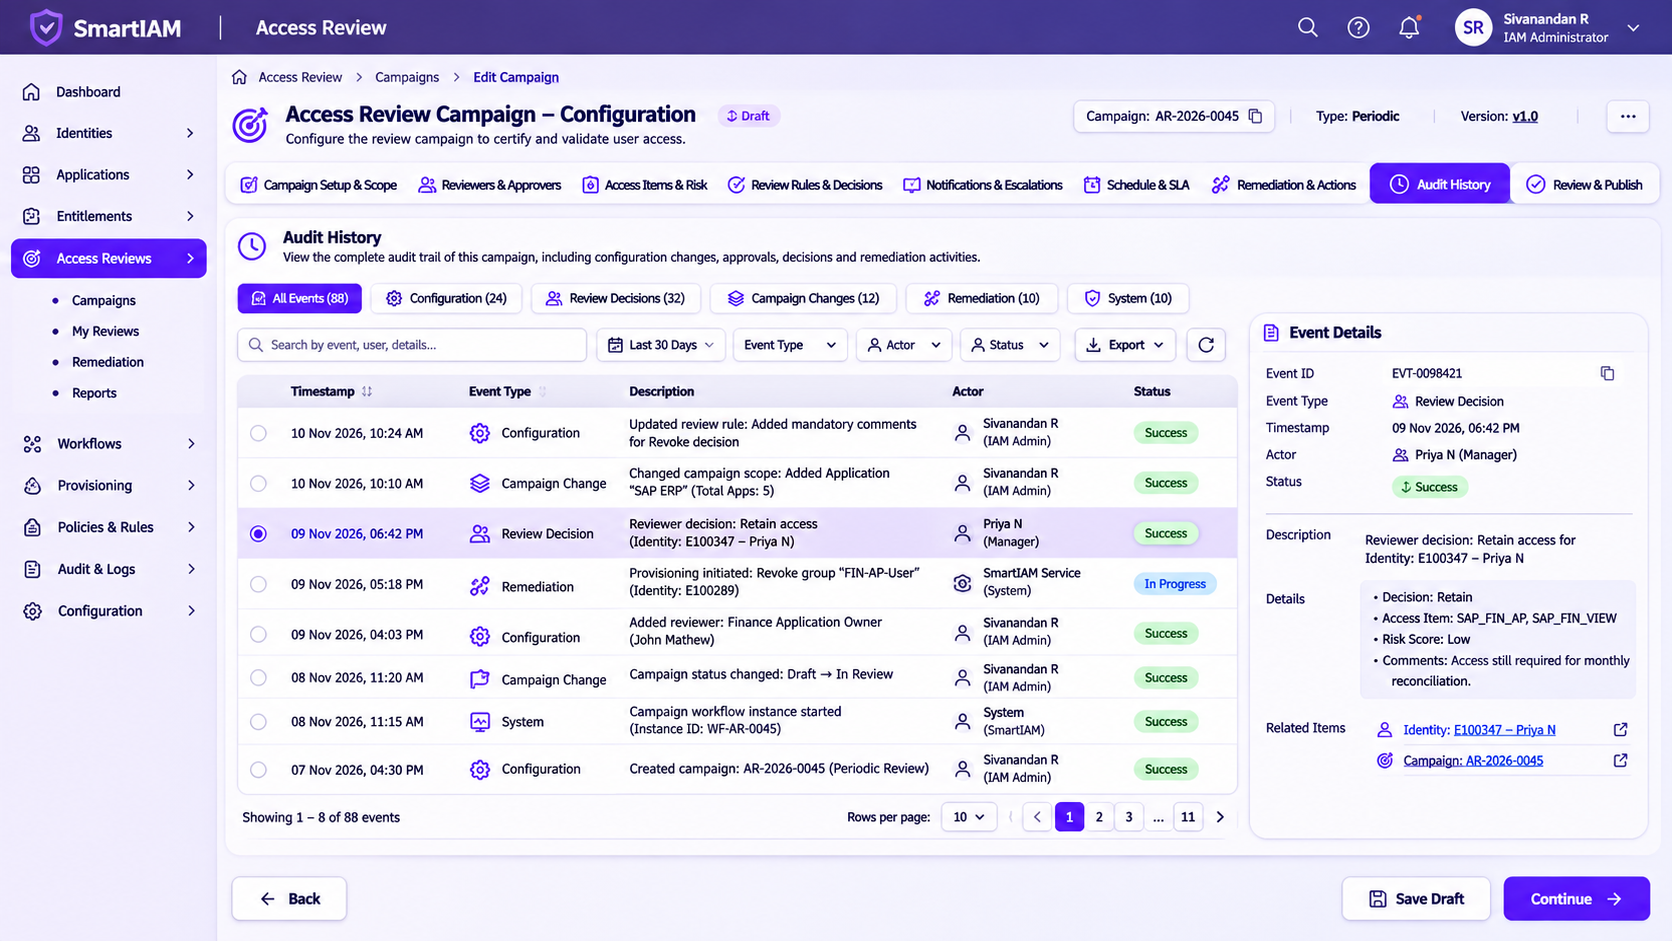 SmartIAM
Access Review
SR
Sivanandan R
IAM Administrator
Dashboard
Identities
Applications
Entitlements
Access Reviews
Campaigns
My Reviews
Remediation
Reports
Workflows
Provisioning
Policies & Rules
Audit & Logs
Configuration
Access Review > Campaigns > Edit Campaign
Access Review Campaign – Configuration
Draft
Configure the review campaign to certify and validate user access.
Campaign: AR-2026-0045
Type: Periodic
Version: v1.0
Campaign Setup & Scope
Reviewers & Approvers
Access Items & Risk
Review Rules & Decisions
Notifications & Escalations
Schedule & SLA
Remediation & Actions
Audit History
Review & Publish
Audit History
View the complete audit trail of this campaign, including configuration changes, approvals, decisions and remediation activities.
All Events (88)
Configuration (24)
Review Decisions (32)
Campaign Changes (12)
Remediation (10)
System (10)
Search by event, user, details...
Last 30 Days
Event Type
Actor
Status
Export
Timestamp Event Type Description Actor Status
10 Nov 2026, 10:24 AM
Configuration
Updated review rule: Added mandatory comments
for Revoke decision
Sivanandan R
(IAM Admin)
Success
10 Nov 2026, 10:10 AM
Campaign Change
Changed campaign scope: Added Application
“SAP ERP” (Total Apps: 5)
Sivanandan R
(IAM Admin)
Success
09 Nov 2026, 06:42 PM
Review Decision
Reviewer decision: Retain access
(Identity: E100347 – Priya N)
Priya N
(Manager)
Success
09 Nov 2026, 05:18 PM
Remediation
Provisioning initiated: Revoke group “FIN-AP-User”
(Identity: E100289)
SmartIAM Service
(System)
In Progress
09 Nov 2026, 04:03 PM
Configuration
Added reviewer: Finance Application Owner
(John Mathew)
Sivanandan R
(IAM Admin)
Success
08 Nov 2026, 11:20 AM
Campaign Change
Campaign status changed: Draft → In Review
Sivanandan R
(IAM Admin)
Success
08 Nov 2026, 11:15 AM
System
Campaign workflow instance started
(Instance ID: WF-AR-0045)
System
(SmartIAM)
Success
07 Nov 2026, 04:30 PM
Configuration
Created campaign: AR-2026-0045 (Periodic Review)
Sivanandan R
(IAM Admin)
Success
Showing 1 – 8 of 88 events
Rows per page: 10
1 2 3 ... 11
Event Details
Event ID EVT-0098421
Event Type Review Decision
Timestamp 09 Nov 2026, 06:42 PM
Actor Priya N (Manager)
Status Success
Description Reviewer decision: Retain access for
Identity: E100347 – Priya N
Details
• Decision: Retain
• Access Item: SAP_FIN_AP, SAP_FIN_VIEW
• Risk Score: Low
• Comments: Access still required for monthly
reconciliation.
Related Items
Identity: E100347 – Priya N
Campaign: AR-2026-0045
Back
Save Draft
Continue